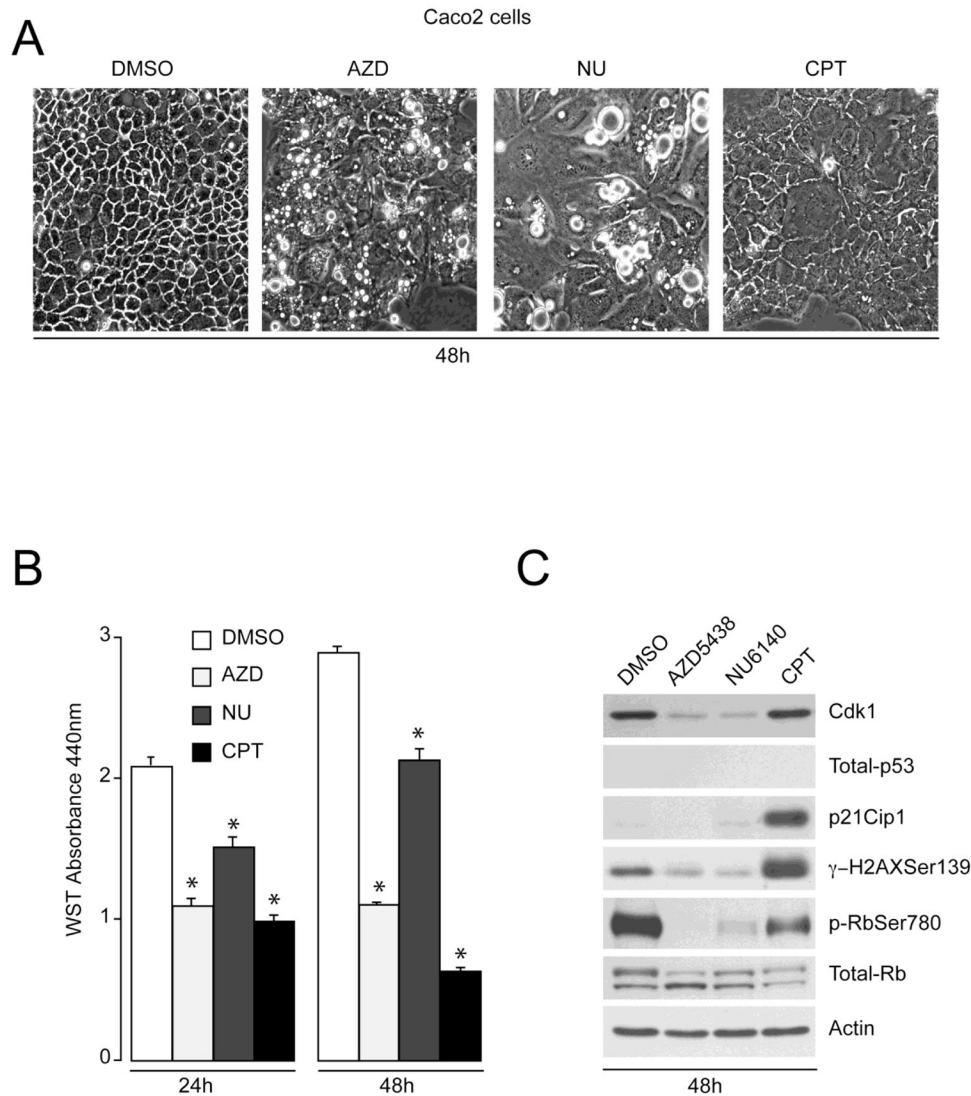 Caco2 cells
A
DMSO AZD NU CPT
48h
B
3
2
1
0
WST Absorbance 440nm
DMSO
AZD
NU
CPT
*
*
*
*
*
*
24h 48h
C
DMSO AZD5438 NU6140 CPT
Cdk1
Total-p53
p21Cip1
γ–H2AXSer139
p-RbSer780
Total-Rb
Actin
48h